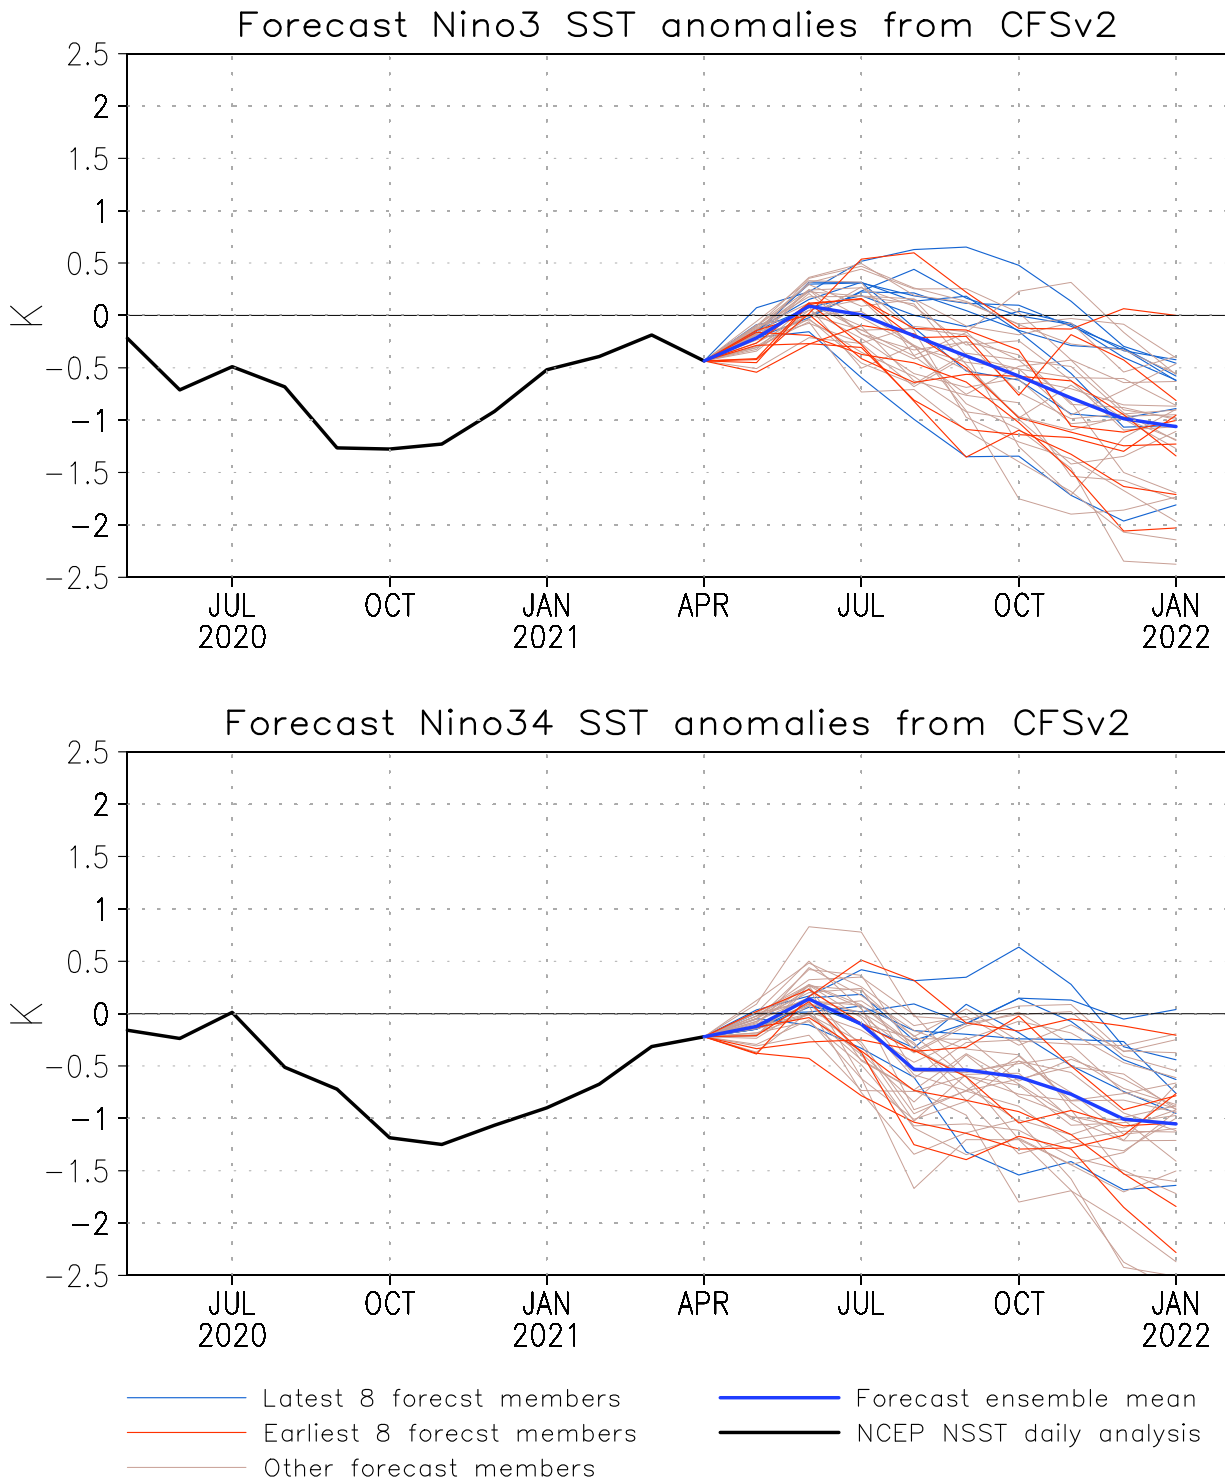 Forecast Nino3 SST anomalies from CFSv2
2.5
2
1.5
1
0.5
0
−0.5
−1
−1.5
−2
−2.5
K
JUL OCT JAN APR JUL OCT JAN
2020 2021 2022
Forecast Nino34 SST anomalies from CFSv2
2.5
2
1.5
1
0.5
0
−0.5
−1
−1.5
−2
−2.5
K
JUL OCT JAN APR JUL OCT JAN
2020 2021 2022
Latest 8 forecst members Forecast ensemble mean
Earliest 8 forecst members NCEP NSST daily analysis
Other forecast members